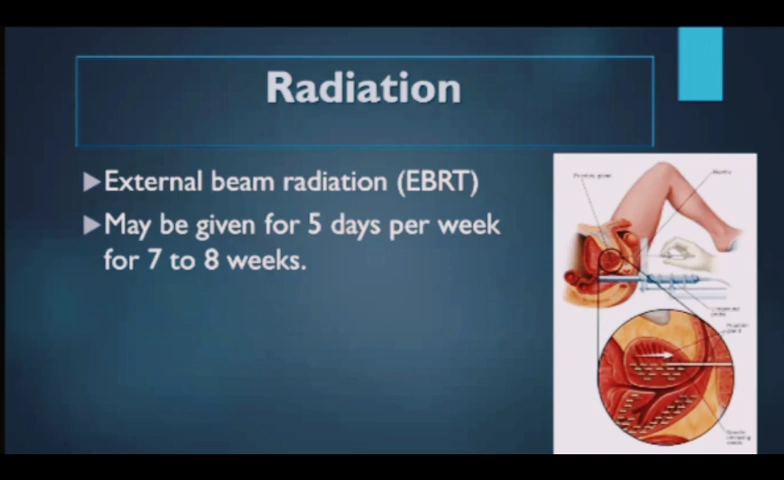 Radiation
External beam radiation (EBRT)
May be given for 5 days per week
for 7 to 8 weeks.